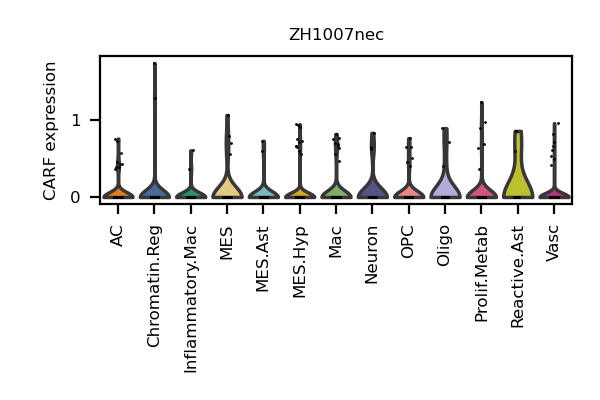 ZH1007nec
CARF expression
1
0
AC
Chromatin.Reg
Inflammatory.Mac
MES
MES.Ast
MES.Hyp
Mac
Neuron
OPC
Oligo
Prolif.Metab
Reactive.Ast
Vasc